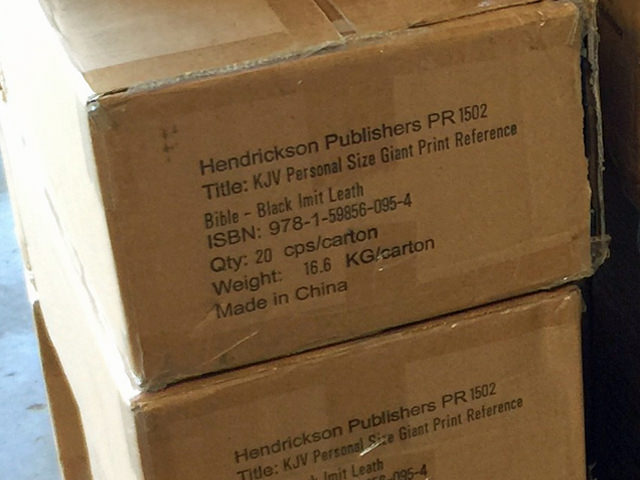 Hendrickson Publishers PR 1502
Title: KJV Personal Size Giant Print Reference
Bible - Black Imit Leath
ISBN: 978-1-59856-095-4
Qty: 20 cps/carton
Weight: 16.6 KG/carton
Made in China
Hendrickson Publishers PR 1502
Title: KJV Personal Size Giant Print Reference
Imit Leath
-095-4